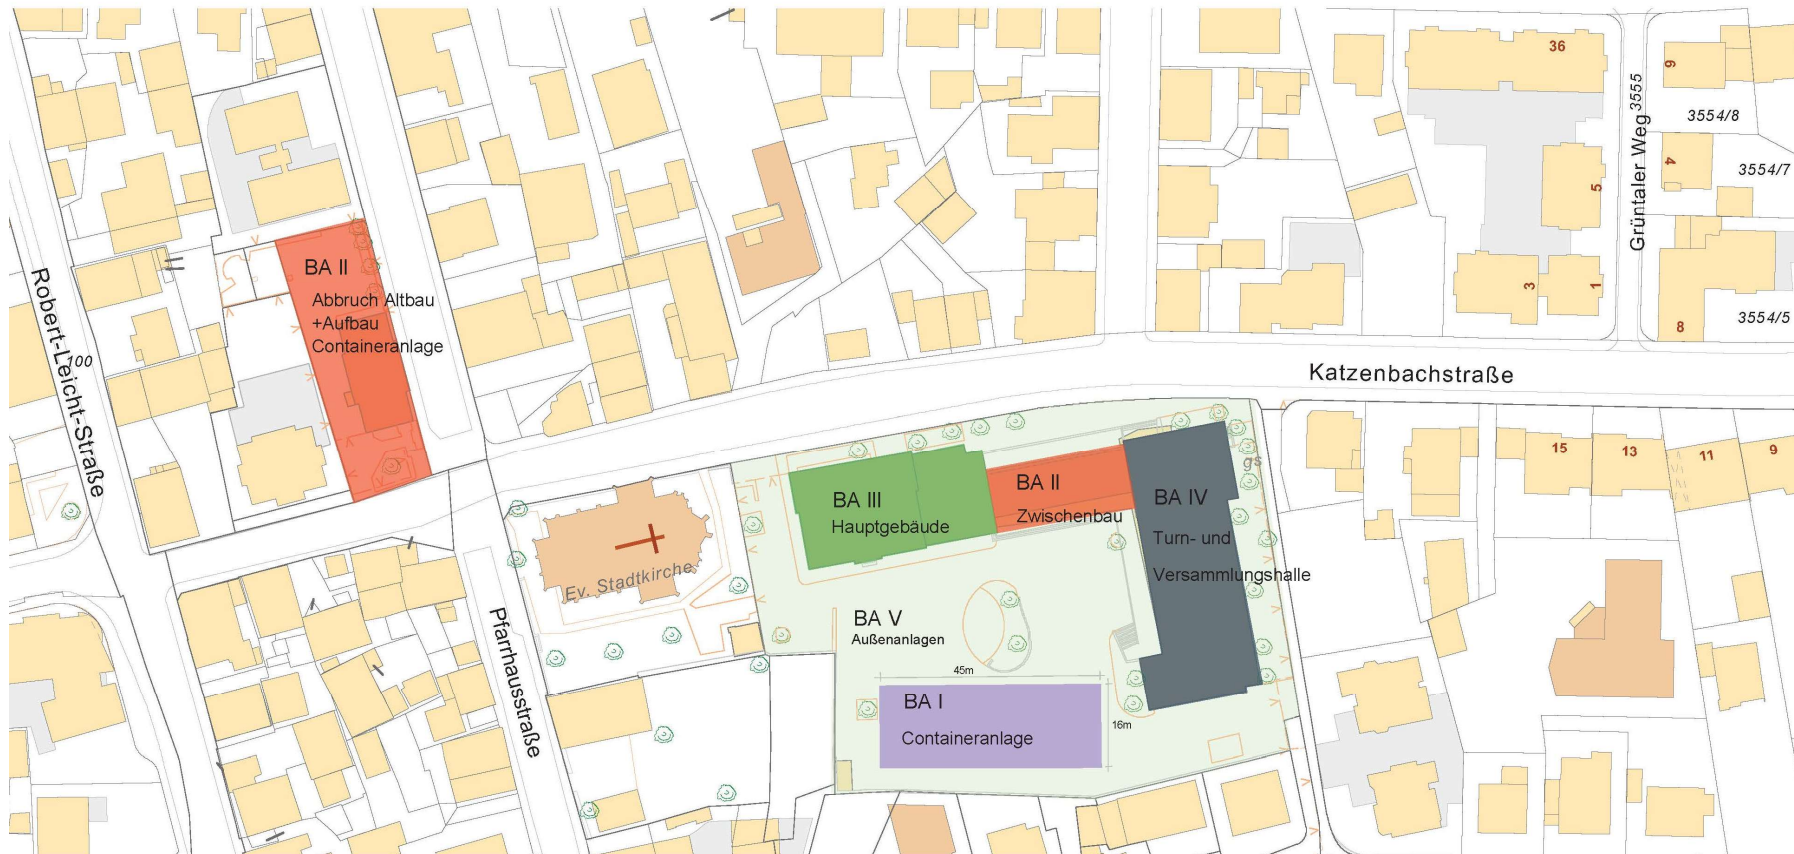 36
9
Grüntaler Weg 3555
3554/8
4
3554/7
5
BA II
Abbruch Altbau
+Aufbau
Containeranlage
Robert-Leicht-Straße
100
3
1
8
3554/5
Katzenbachstraße
15
13
11
9
gs
BA III
Hauptgebäude
BA II
Zwischenbau
BA IV
Turn- und
Versammlungshalle
Ev. Stadtkirche
Pfarrhausstraße
BA V
Außenanlagen
45m
BA I
Containeranlage
16m